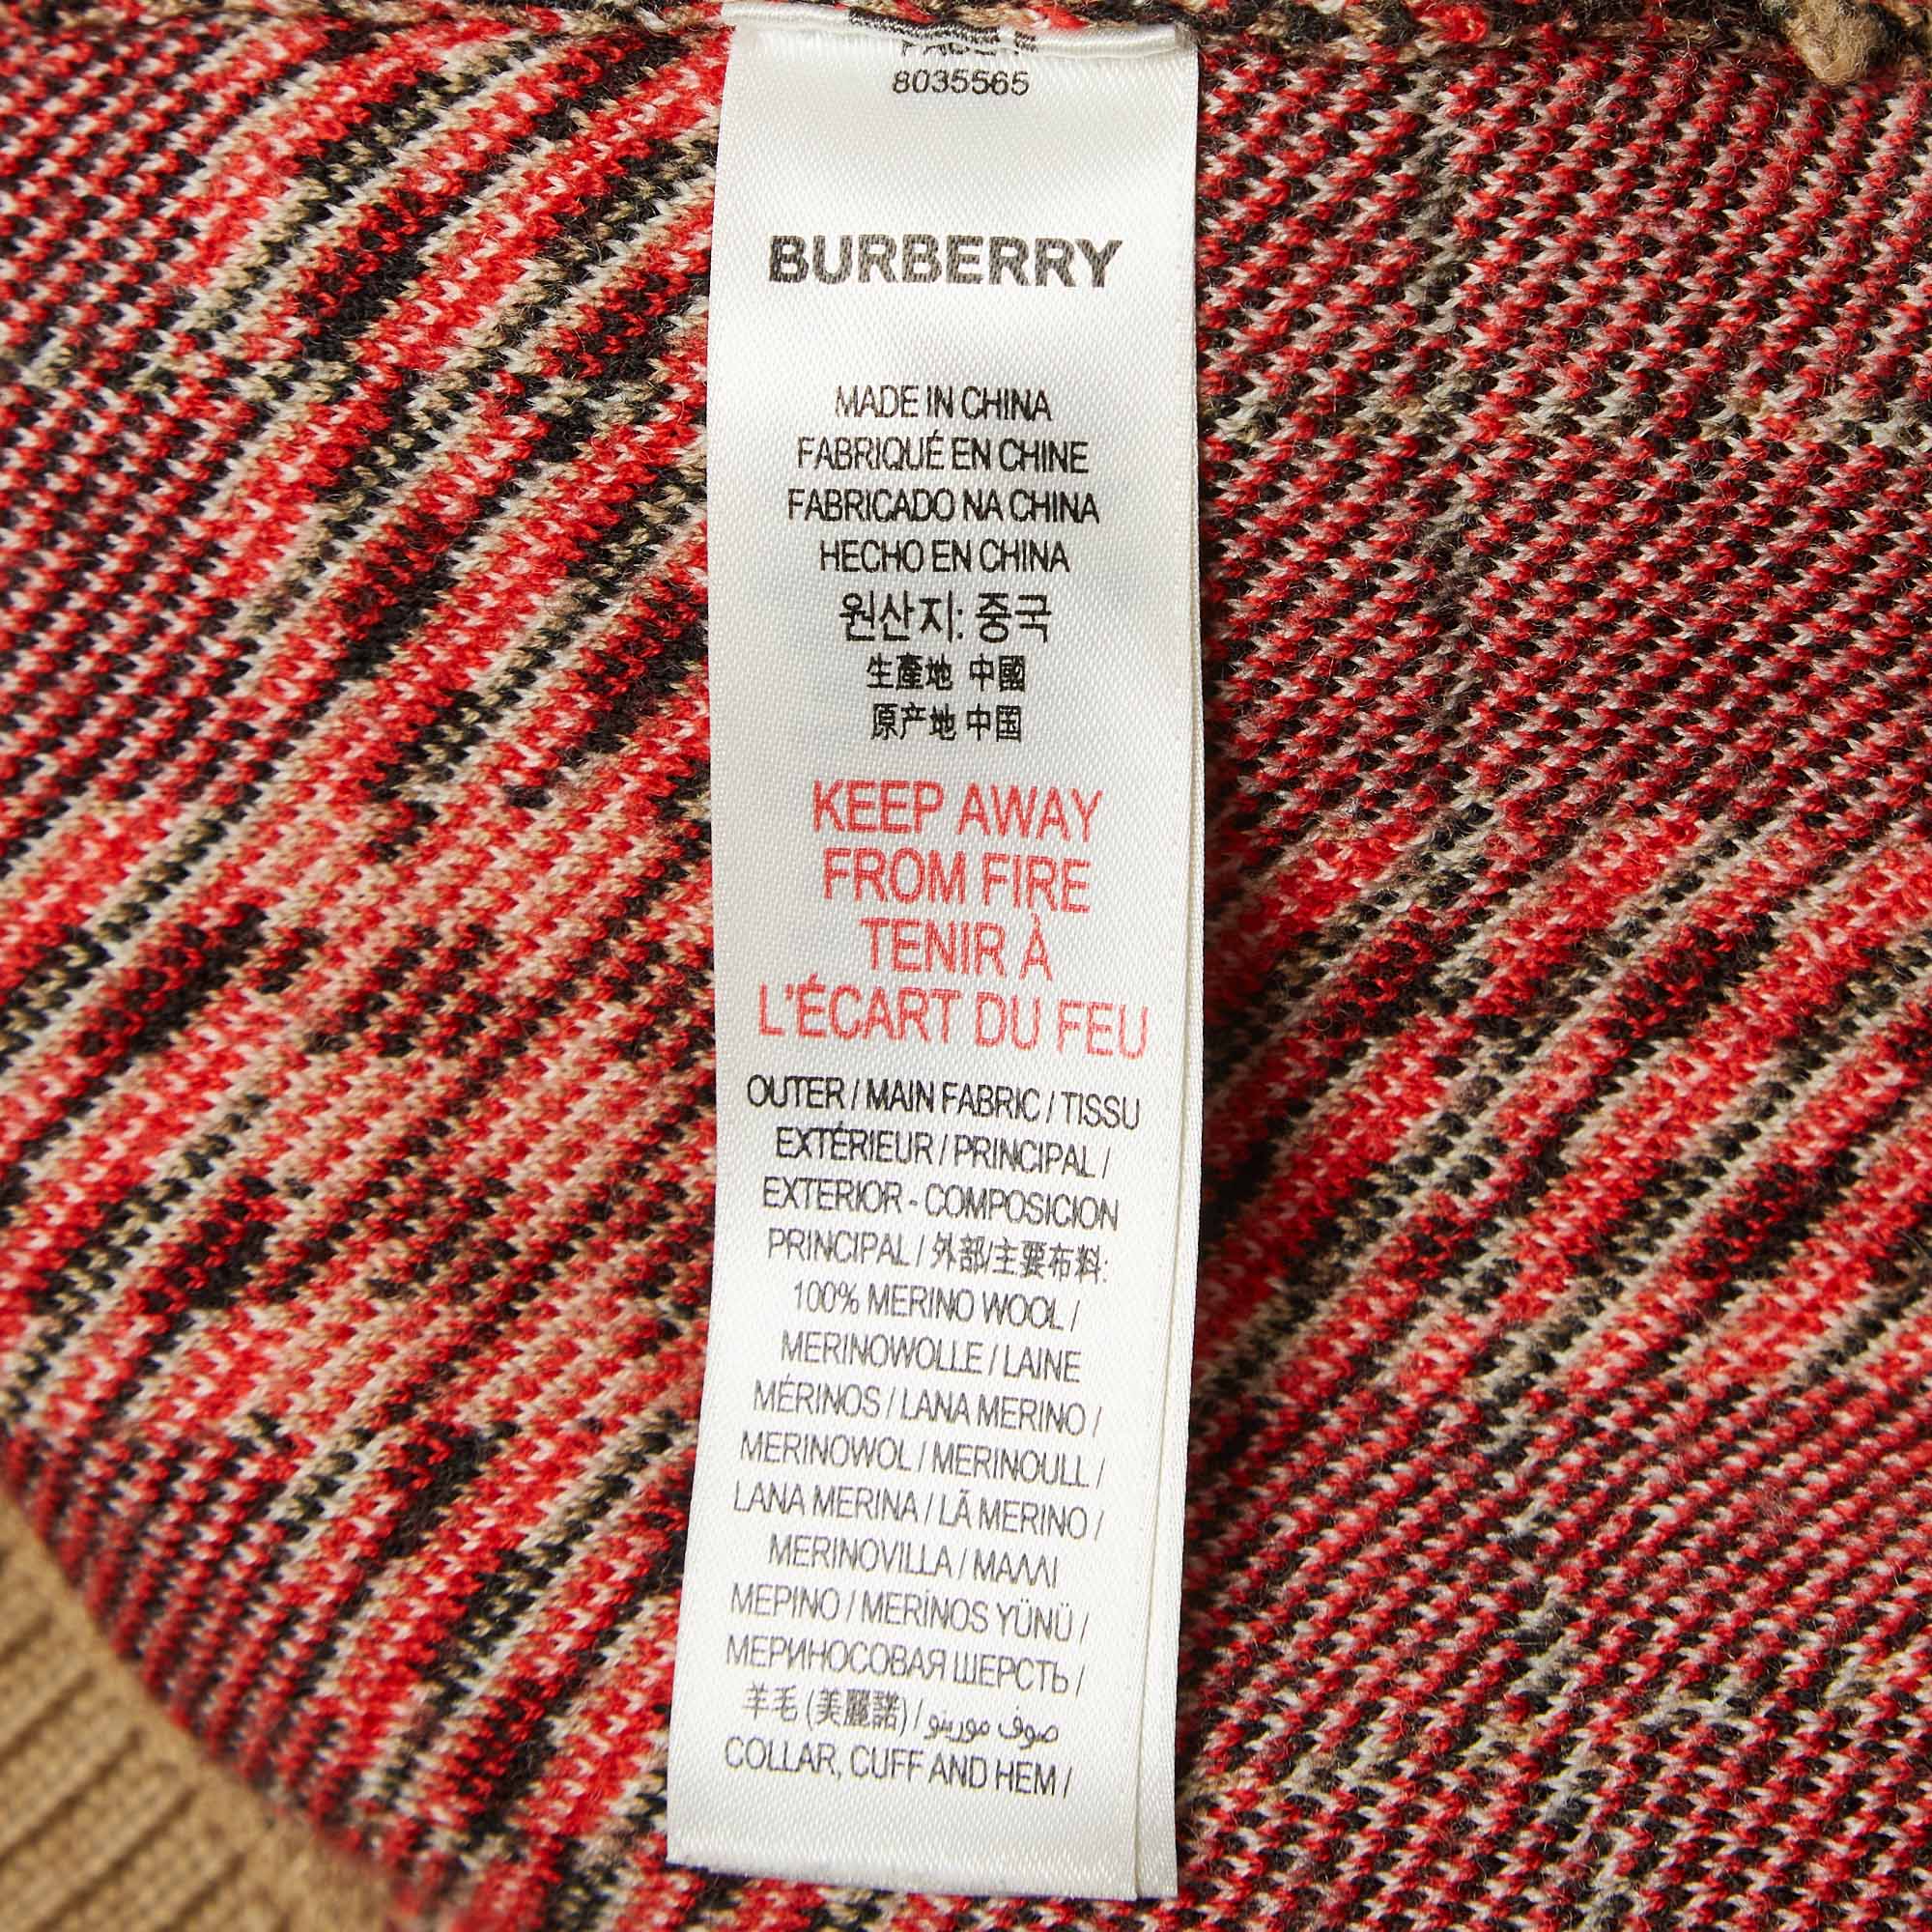 8035565
BURBERRY
MADE IN CHINA
FABRIQUÉ EN CHINE
FABRICADO NA CHINA
HECHO EN CHINA
원산지: 중국
生產地 中國
原产地 中国
KEEP AWAY
FROM FIRE
TENIR À
L'ÉCART DU FEU
OUTER / MAIN FABRIC / TISSU
EXTÉRIEUR / PRINCIPAL /
EXTERIOR - COMPOSICION
PRINCIPAL / 外部/主要布料:
100% MERINO WOOL /
MERINOWOLLE / LAINE
MÉRINOS / LANA MERINO /
MERINOWOL / MERINOULL /
LANA MERINA / LÃ MERINO /
MERINOVILLA / ΜΑΛΛΙ
ΜΕΡΙΝΟ / MERİNOS YÜNÜ /
МЕРИНОСОВАЯ ШЕРСТЬ /
羊毛 (美麗諾) / صوف مورينو
COLLAR, CUFF AND HEM /